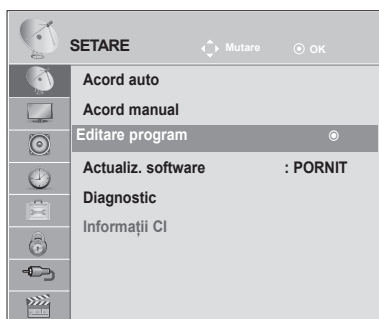 SETARE Mutare OK
Acord auto
Acord manual
Editare program
Actualiz. software : PORNIT
Diagnostic
Informații CI